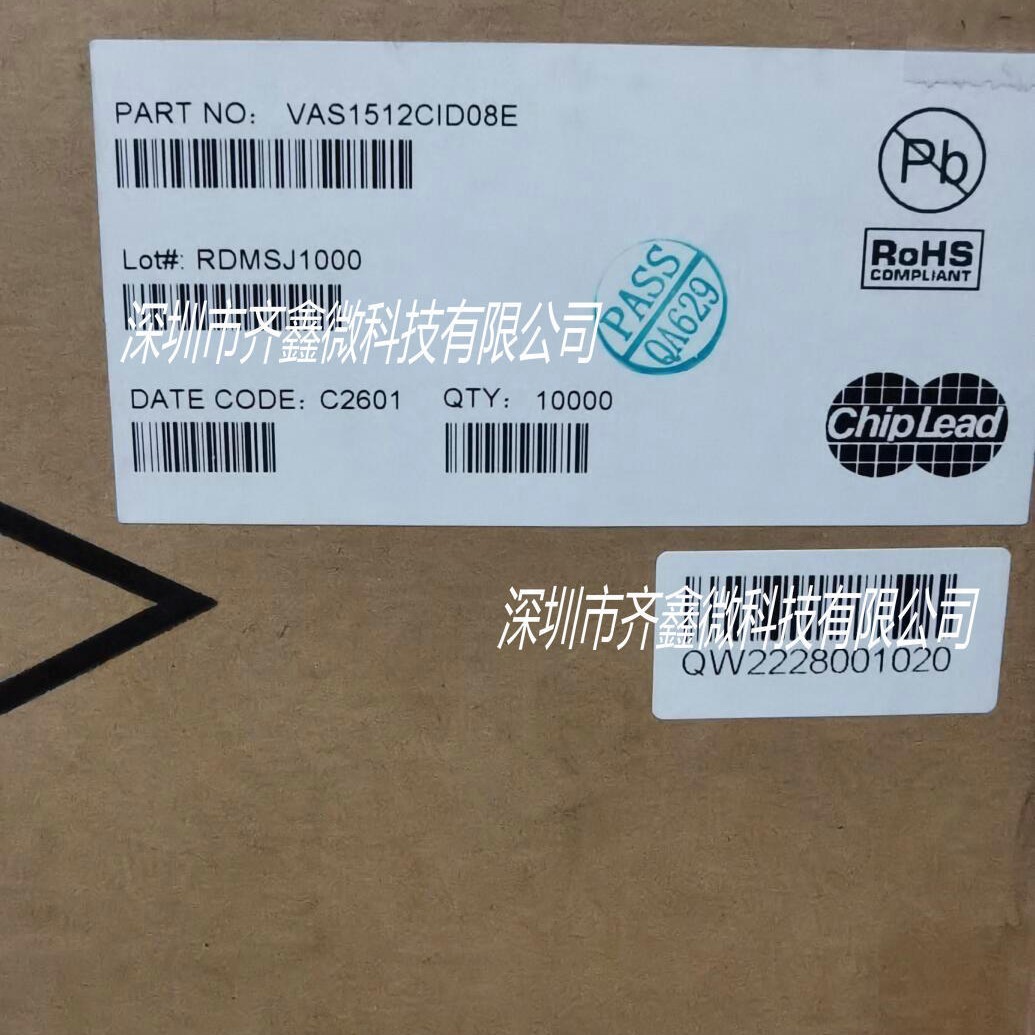 PART NO： VAS1512CID08E
Pb
RoHS
COMPLIANT
Lot#: RDMSJ1000
PASS
QA629
深圳市齐鑫微科技有限公司
DATE CODE：C2601 QTY： 10000
Chip Lead
深圳市齐鑫微科技有限公司
QW2228001020